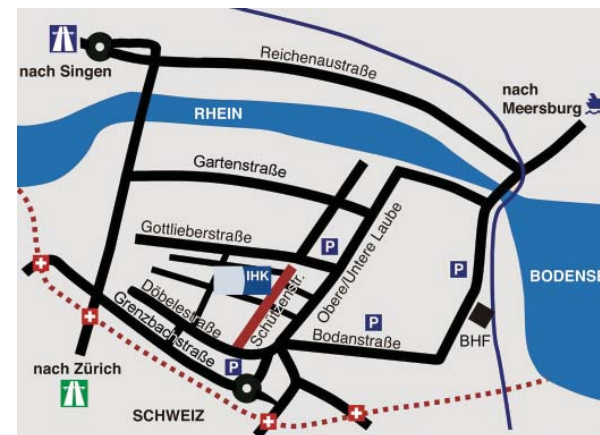 nach Singen
Reichenaustraße
nach
Meersburg
RHEIN
Gartenstraße
Gottlieberstraße
P
IHK
Obere/Untere Laube
P
BODENSE
Schützenstr.
Döbelestraße
Grenzbachstraße
P
Bodanstraße
BHF
nach Zürich
P
SCHWEIZ